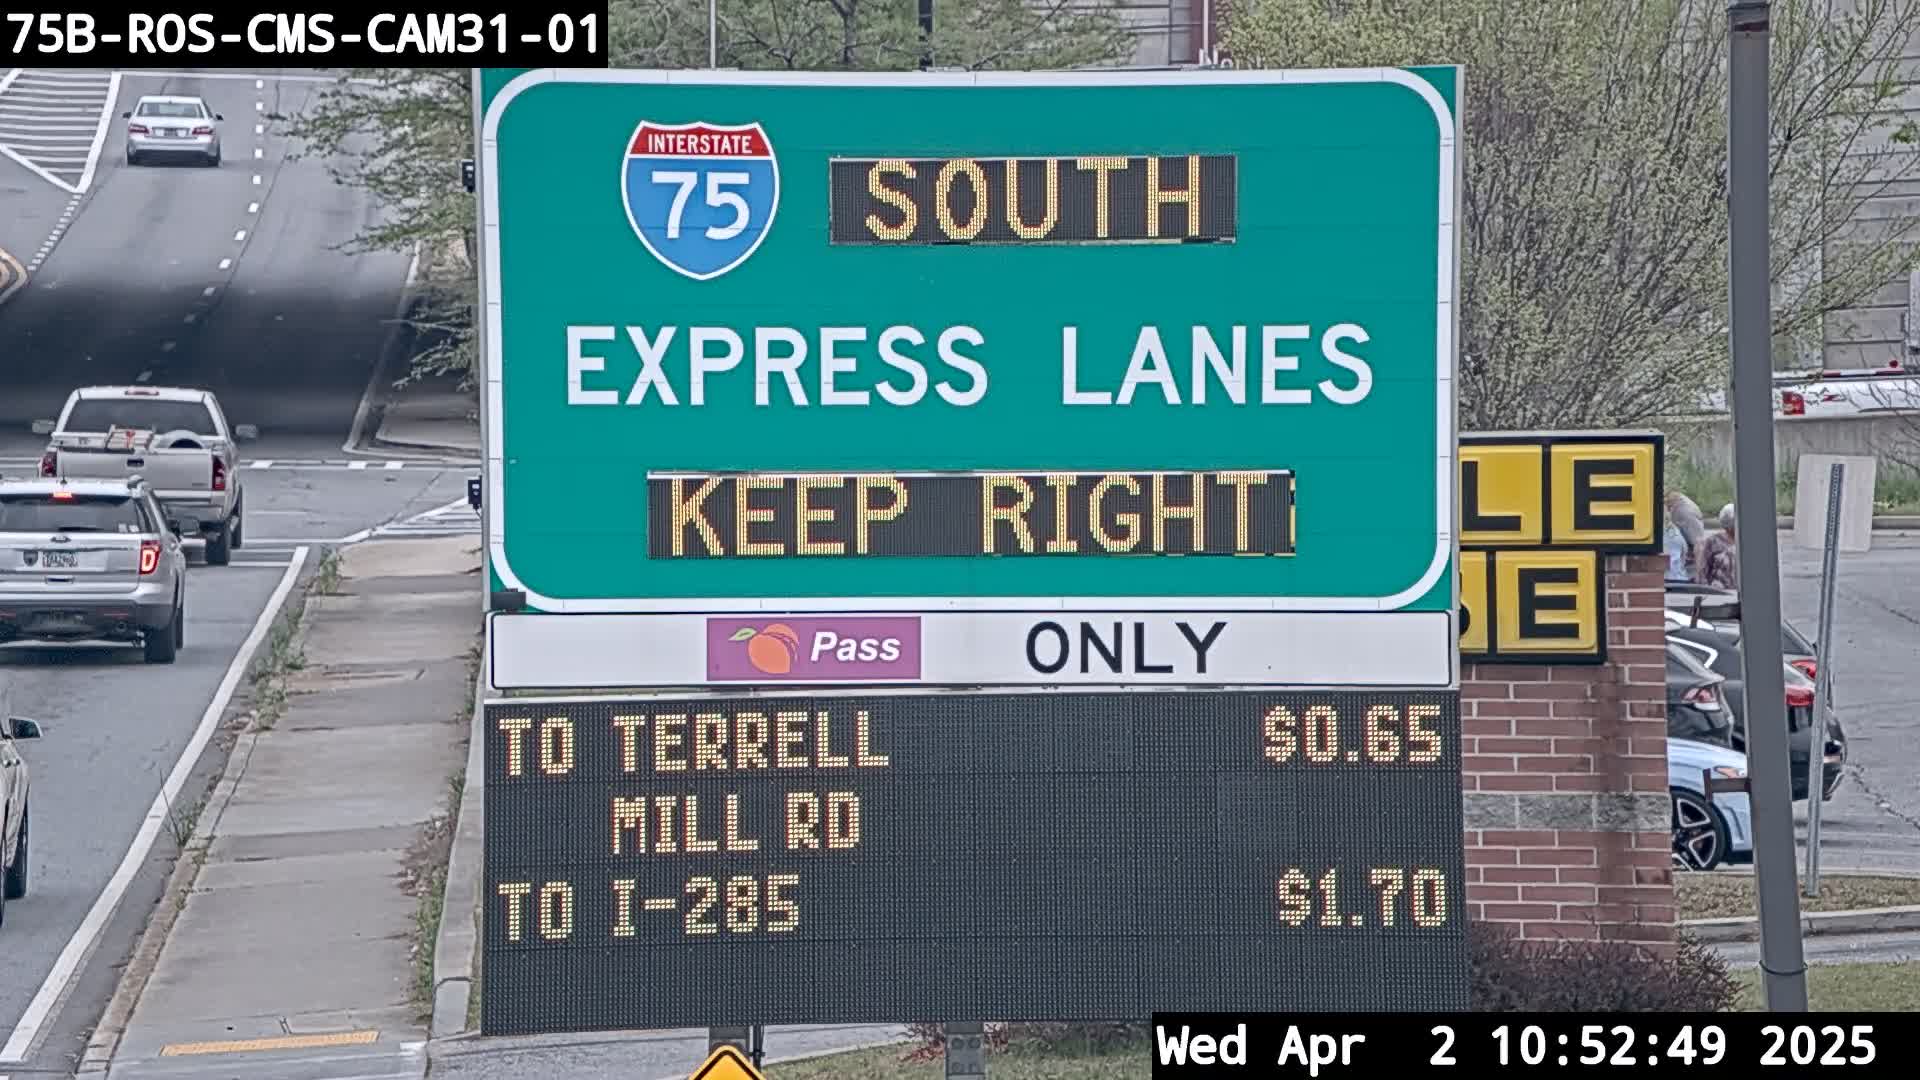 75B-ROS-CMS-CAM31-01
INTERSTATE
75
SOUTH
EXPRESS LANES
KEEP RIGHT
Pass ONLY
TO TERRELL $0.65
MILL RD
TO I-285 $1.70
LE
E
Wed Apr 2 10:52:49 2025